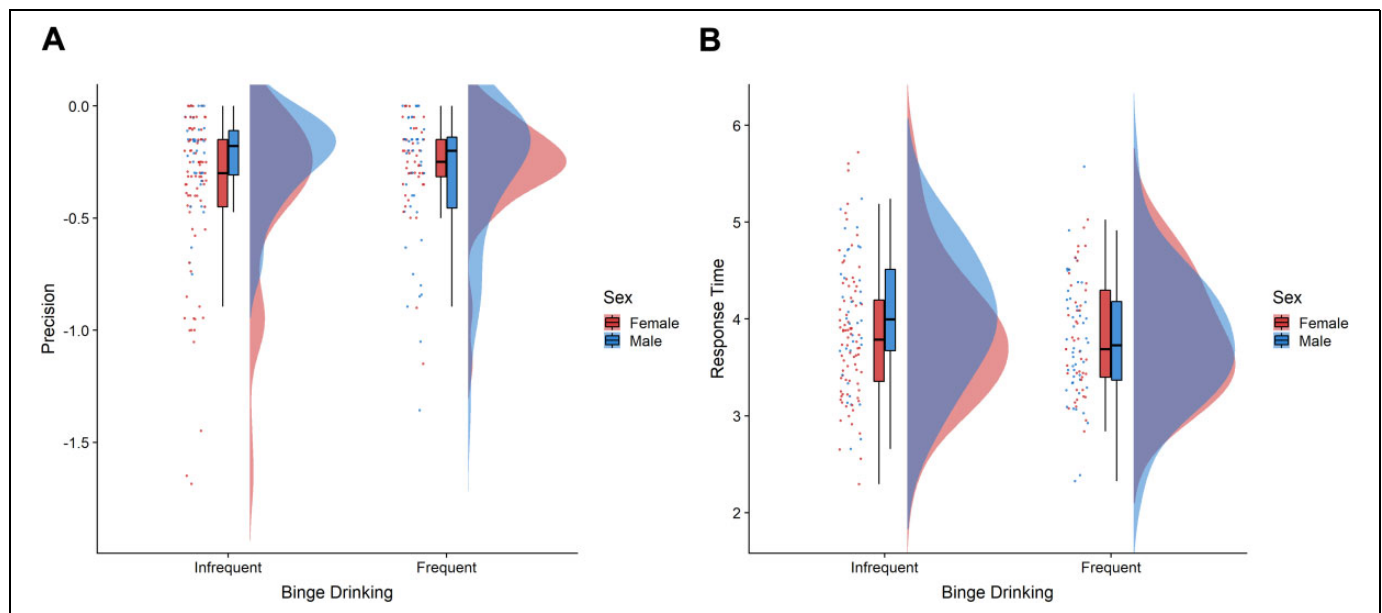 A
Precision
0.0
-0.5
-1.0
-1.5
Infrequent
Frequent
Binge Drinking
Sex
Female
Male
B
Response Time
6
5
4
3
2
Infrequent
Frequent
Binge Drinking
Sex
Female
Male